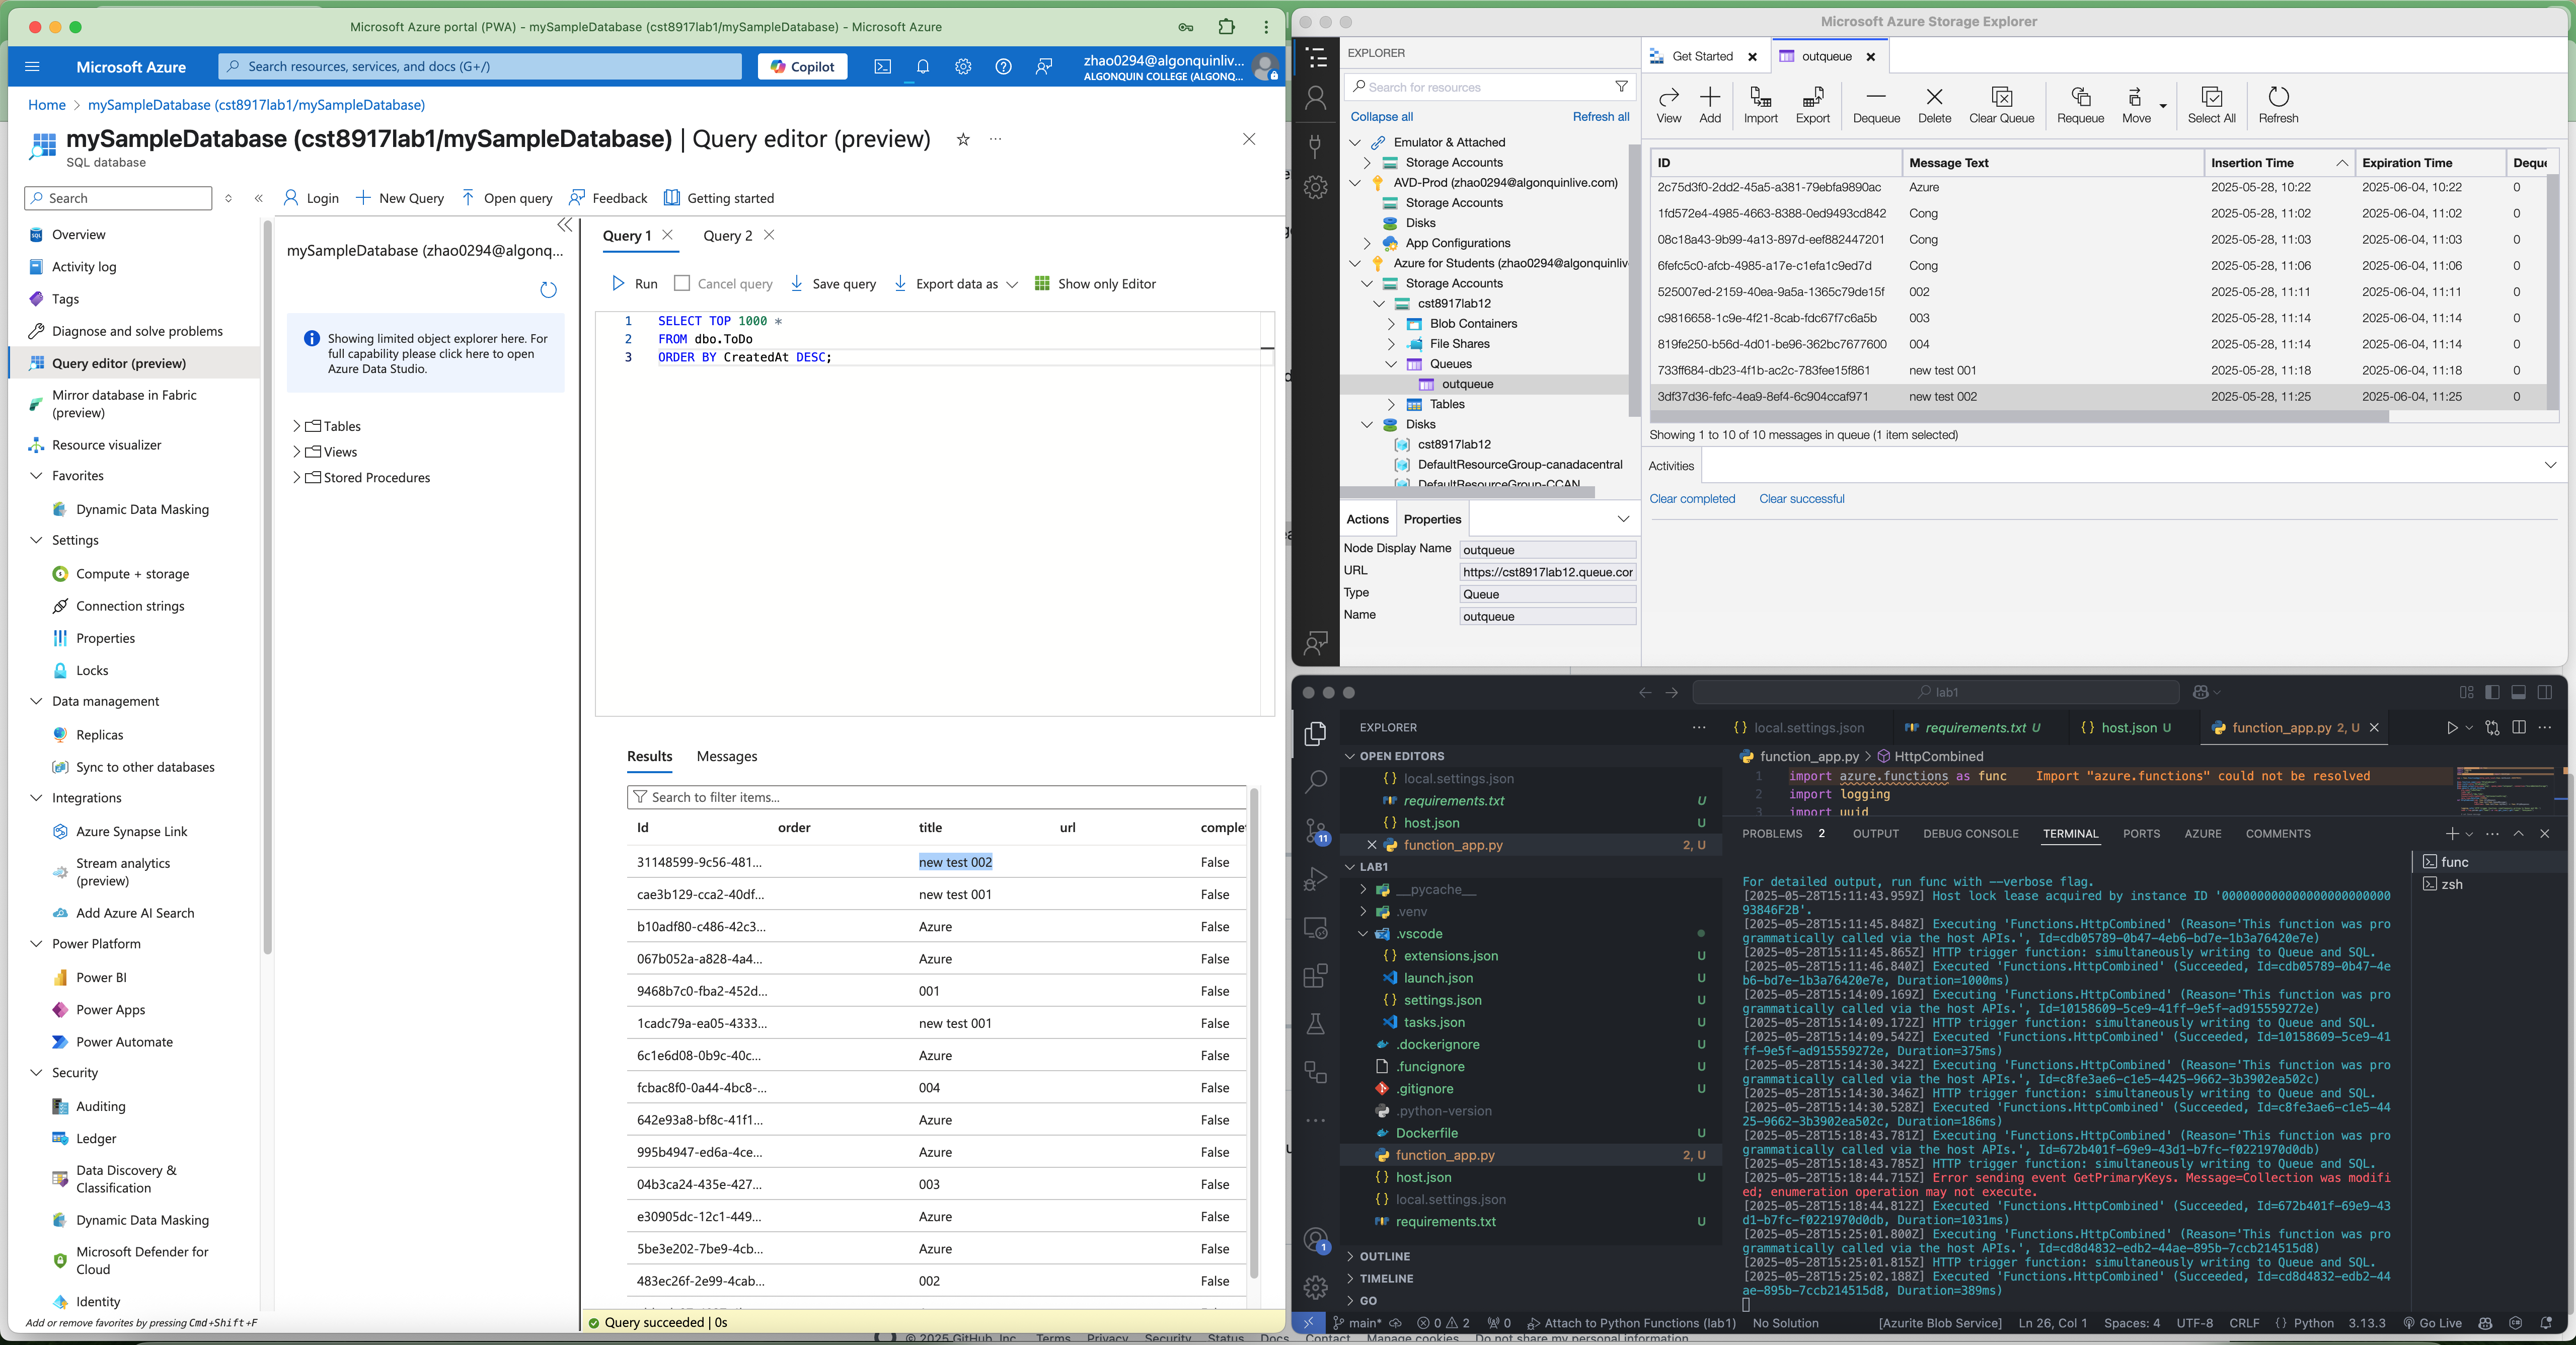 Microsoft Azure portal (PWA) - mySampleDatabase (cst8917lab1/mySampleDatabase) - Microsoft Azure
Microsoft Azure
Search resources, services, and docs (G+/)
Copilot
zhao0294@algonquinliv...
ALGONQUIN COLLEGE (ALGONQ...
Home > mySampleDatabase (cst8917lab1/mySampleDatabase)
mySampleDatabase (cst8917lab1/mySampleDatabase) | Query editor (preview)
SQL database
Search
Login
New Query
Open query
Feedback
Getting started
Overview
Activity log
Tags
Diagnose and solve problems
Query editor (preview)
Mirror database in Fabric
(preview)
Resource visualizer
Favorites
Dynamic Data Masking
Settings
Compute + storage
Connection strings
Properties
Locks
Data management
Replicas
Sync to other databases
Integrations
Azure Synapse Link
Stream analytics
(preview)
Add Azure AI Search
Power Platform
Power BI
Power Apps
Power Automate
Security
Auditing
Ledger
Data Discovery &
Classification
Dynamic Data Masking
Microsoft Defender for
Cloud
Identity
Add or remove favorites by pressing Cmd+Shift+F
mySampleDatabase (zhao0294@algonq...
Showing limited object explorer here. For
full capability please click here to open
Azure Data Studio.
Tables
Views
Stored Procedures
Query 1
Query 2
Run
Cancel query
Save query
Export data as
Show only Editor
1 SELECT TOP 1000 *
2 FROM dbo.ToDo
3 ORDER BY CreatedAt DESC;
Results
Messages
Search to filter items...
Id order title url complet
31148599-9c56-481... new test 002 False
cae3b129-cca2-40df... new test 001 False
b10adf80-c486-42c3... Azure False
067b052a-a828-4a4... Azure False
9468b7c0-fba2-452d... 001 False
1cadc79a-ea05-4333... new test 001 False
6c1e6d08-0b9c-40c... Azure False
fcbac8f0-0a44-4bc8-... 004 False
642e93a8-bf8c-41f1... Azure False
995b4947-ed6a-4ce... Azure False
04b3ca24-435e-427... 003 False
e30905dc-12c1-449... Azure False
5be3e202-7be9-4cb... Azure False
483ec26f-2e99-4cab... 002 False
Query succeeded | 0s
Microsoft Azure Storage Explorer
EXPLORER
Search for resources
Collapse all
Refresh all
Emulator & Attached
Storage Accounts
AVD-Prod (zhao0294@algonquinlive.com)
Storage Accounts
Disks
App Configurations
Azure for Students (zhao0294@algonquinliv
Storage Accounts
cst8917lab12
Blob Containers
File Shares
Queues
outqueue
Tables
Disks
cst8917lab12
DefaultResourceGroup-canadacentral
DefaultResourceGroup-CCAN
Actions
Properties
Node Display Name outqueue
URL https://cst8917lab12.queue.cor
Type Queue
Name outqueue
Get Started
outqueue
View
Add
Import
Export
Dequeue
Delete
Clear Queue
Requeue
Move
Select All
Refresh
ID Message Text Insertion Time Expiration Time Deque
2c75d3f0-2dd2-45a5-a381-79ebfa9890ac Azure 2025-05-28, 10:22 2025-06-04, 10:22 0
1fd572e4-4985-4663-8388-0ed9493cd842 Cong 2025-05-28, 11:02 2025-06-04, 11:02 0
08c18a43-9b99-4a13-897d-eef882447201 Cong 2025-05-28, 11:03 2025-06-04, 11:03 0
6fefc5c0-afcb-4985-a17e-c1efa1c9ed7d Cong 2025-05-28, 11:06 2025-06-04, 11:06 0
525007ed-2159-40ea-9a5a-1365c79de15f 002 2025-05-28, 11:11 2025-06-04, 11:11 0
c9816658-1c9e-4f21-8cab-fdc67f7c6a5b 003 2025-05-28, 11:14 2025-06-04, 11:14 0
819fe250-b56d-4d01-be96-362bc7677600 004 2025-05-28, 11:14 2025-06-04, 11:14 0
733ff684-db23-4f1b-ac2c-783fee15f861 new test 001 2025-05-28, 11:18 2025-06-04, 11:18 0
3df37d36-fefc-4ea9-8ef4-6c904ccaf971 new test 002 2025-05-28, 11:25 2025-06-04, 11:25 0
Showing 1 to 10 of 10 messages in queue (1 item selected)
Activities
Clear completed
Clear successful
lab1
EXPLORER
OPEN EDITORS
local.settings.json
requirements.txt U
host.json U
function_app.py 2, U
LAB1
__pycache__
.venv
.vscode
extensions.json U
launch.json U
settings.json U
tasks.json U
.dockerignore U
.funcignore U
.gitignore U
.python-version
Dockerfile U
function_app.py 2, U
host.json U
local.settings.json
requirements.txt U
OUTLINE
TIMELINE
GO
11
1
local.settings.json
requirements.txt U
host.json U
function_app.py 2, U
function_app.py > HttpCombined
1 import azure.functions as func Import "azure.functions" could not be resolved
2 import logging
3 import uuid
PROBLEMS 2
OUTPUT
DEBUG CONSOLE
TERMINAL
PORTS
AZURE
COMMENTS
func
zsh
For detailed output, run func with --verbose flag.
[2025-05-28T15:11:43.959Z] Host lock lease acquired by instance ID '000000000000000000000000
93846F2B'.
[2025-05-28T15:11:45.848Z] Executing 'Functions.HttpCombined' (Reason='This function was pro
grammatically called via the host APIs.', Id=cdb05789-0b47-4eb6-bd7e-1b3a76420e7e)
[2025-05-28T15:11:45.865Z] HTTP trigger function: simultaneously writing to Queue and SQL.
[2025-05-28T15:11:46.840Z] Executed 'Functions.HttpCombined' (Succeeded, Id=cdb05789-0b47-4e
b6-bd7e-1b3a76420e7e, Duration=1000ms)
[2025-05-28T15:14:09.169Z] Executing 'Functions.HttpCombined' (Reason='This function was pro
grammatically called via the host APIs.', Id=10158609-5ce9-41ff-9e5f-ad915559272e)
[2025-05-28T15:14:09.172Z] HTTP trigger function: simultaneously writing to Queue and SQL.
[2025-05-28T15:14:09.542Z] Executed 'Functions.HttpCombined' (Succeeded, Id=10158609-5ce9-41
ff-9e5f-ad915559272e, Duration=375ms)
[2025-05-28T15:14:30.342Z] Executing 'Functions.HttpCombined' (Reason='This function was pro
grammatically called via the host APIs.', Id=c8fe3ae6-c1e5-4425-9662-3b3902ea502c)
[2025-05-28T15:14:30.346Z] HTTP trigger function: simultaneously writing to Queue and SQL.
[2025-05-28T15:14:30.528Z] Executed 'Functions.HttpCombined' (Succeeded, Id=c8fe3ae6-c1e5-44
25-9662-3b3902ea502c, Duration=186ms)
[2025-05-28T15:18:43.781Z] Executing 'Functions.HttpCombined' (Reason='This function was pro
grammatically called via the host APIs.', Id=672b401f-69e9-43d1-b7fc-f0221970d0db)
[2025-05-28T15:18:43.785Z] HTTP trigger function: simultaneously writing to Queue and SQL.
[2025-05-28T15:18:44.715Z] Error sending event GetPrimaryKeys. Message=Collection was modifi
ed; enumeration operation may not execute.
[2025-05-28T15:18:44.812Z] Executed 'Functions.HttpCombined' (Succeeded, Id=672b401f-69e9-43
d1-b7fc-f0221970d0db, Duration=1031ms)
[2025-05-28T15:25:01.800Z] Executing 'Functions.HttpCombined' (Reason='This function was pro
grammatically called via the host APIs.', Id=cd8d4832-edb2-44ae-895b-7ccb214515d8)
[2025-05-28T15:25:01.815Z] HTTP trigger function: simultaneously writing to Queue and SQL.
[2025-05-28T15:25:02.188Z] Executed 'Functions.HttpCombined' (Succeeded, Id=cd8d4832-edb2-44
ae-895b-7ccb214515d8, Duration=389ms)
main*
0
2
0
Attach to Python Functions (lab1)
No Solution
[Azurite Blob Service]
Ln 26, Col 1
Spaces: 4
UTF-8
CRLF
Python
3.13.3
Go Live
© 2025 GitHub, Inc. Terms Privacy Security Status Docs Contact Manage cookies Do not share my personal information